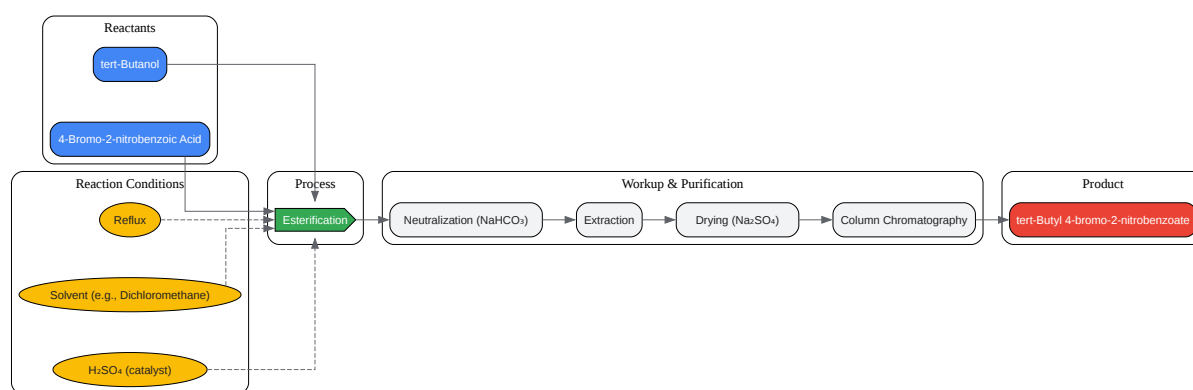 Reactants
tert-Butanol
4-Bromo-2-nitrobenzoic Acid
Reaction Conditions
Reflux
Solvent (e.g., Dichloromethane)
H₂SO₄ (catalyst)
Process
Esterification
Workup & Purification
Neutralization (NaHCO₃)
Extraction
Drying (Na₂SO₄)
Column Chromatography
Product
tert-Butyl 4-bromo-2-nitrobenzoate